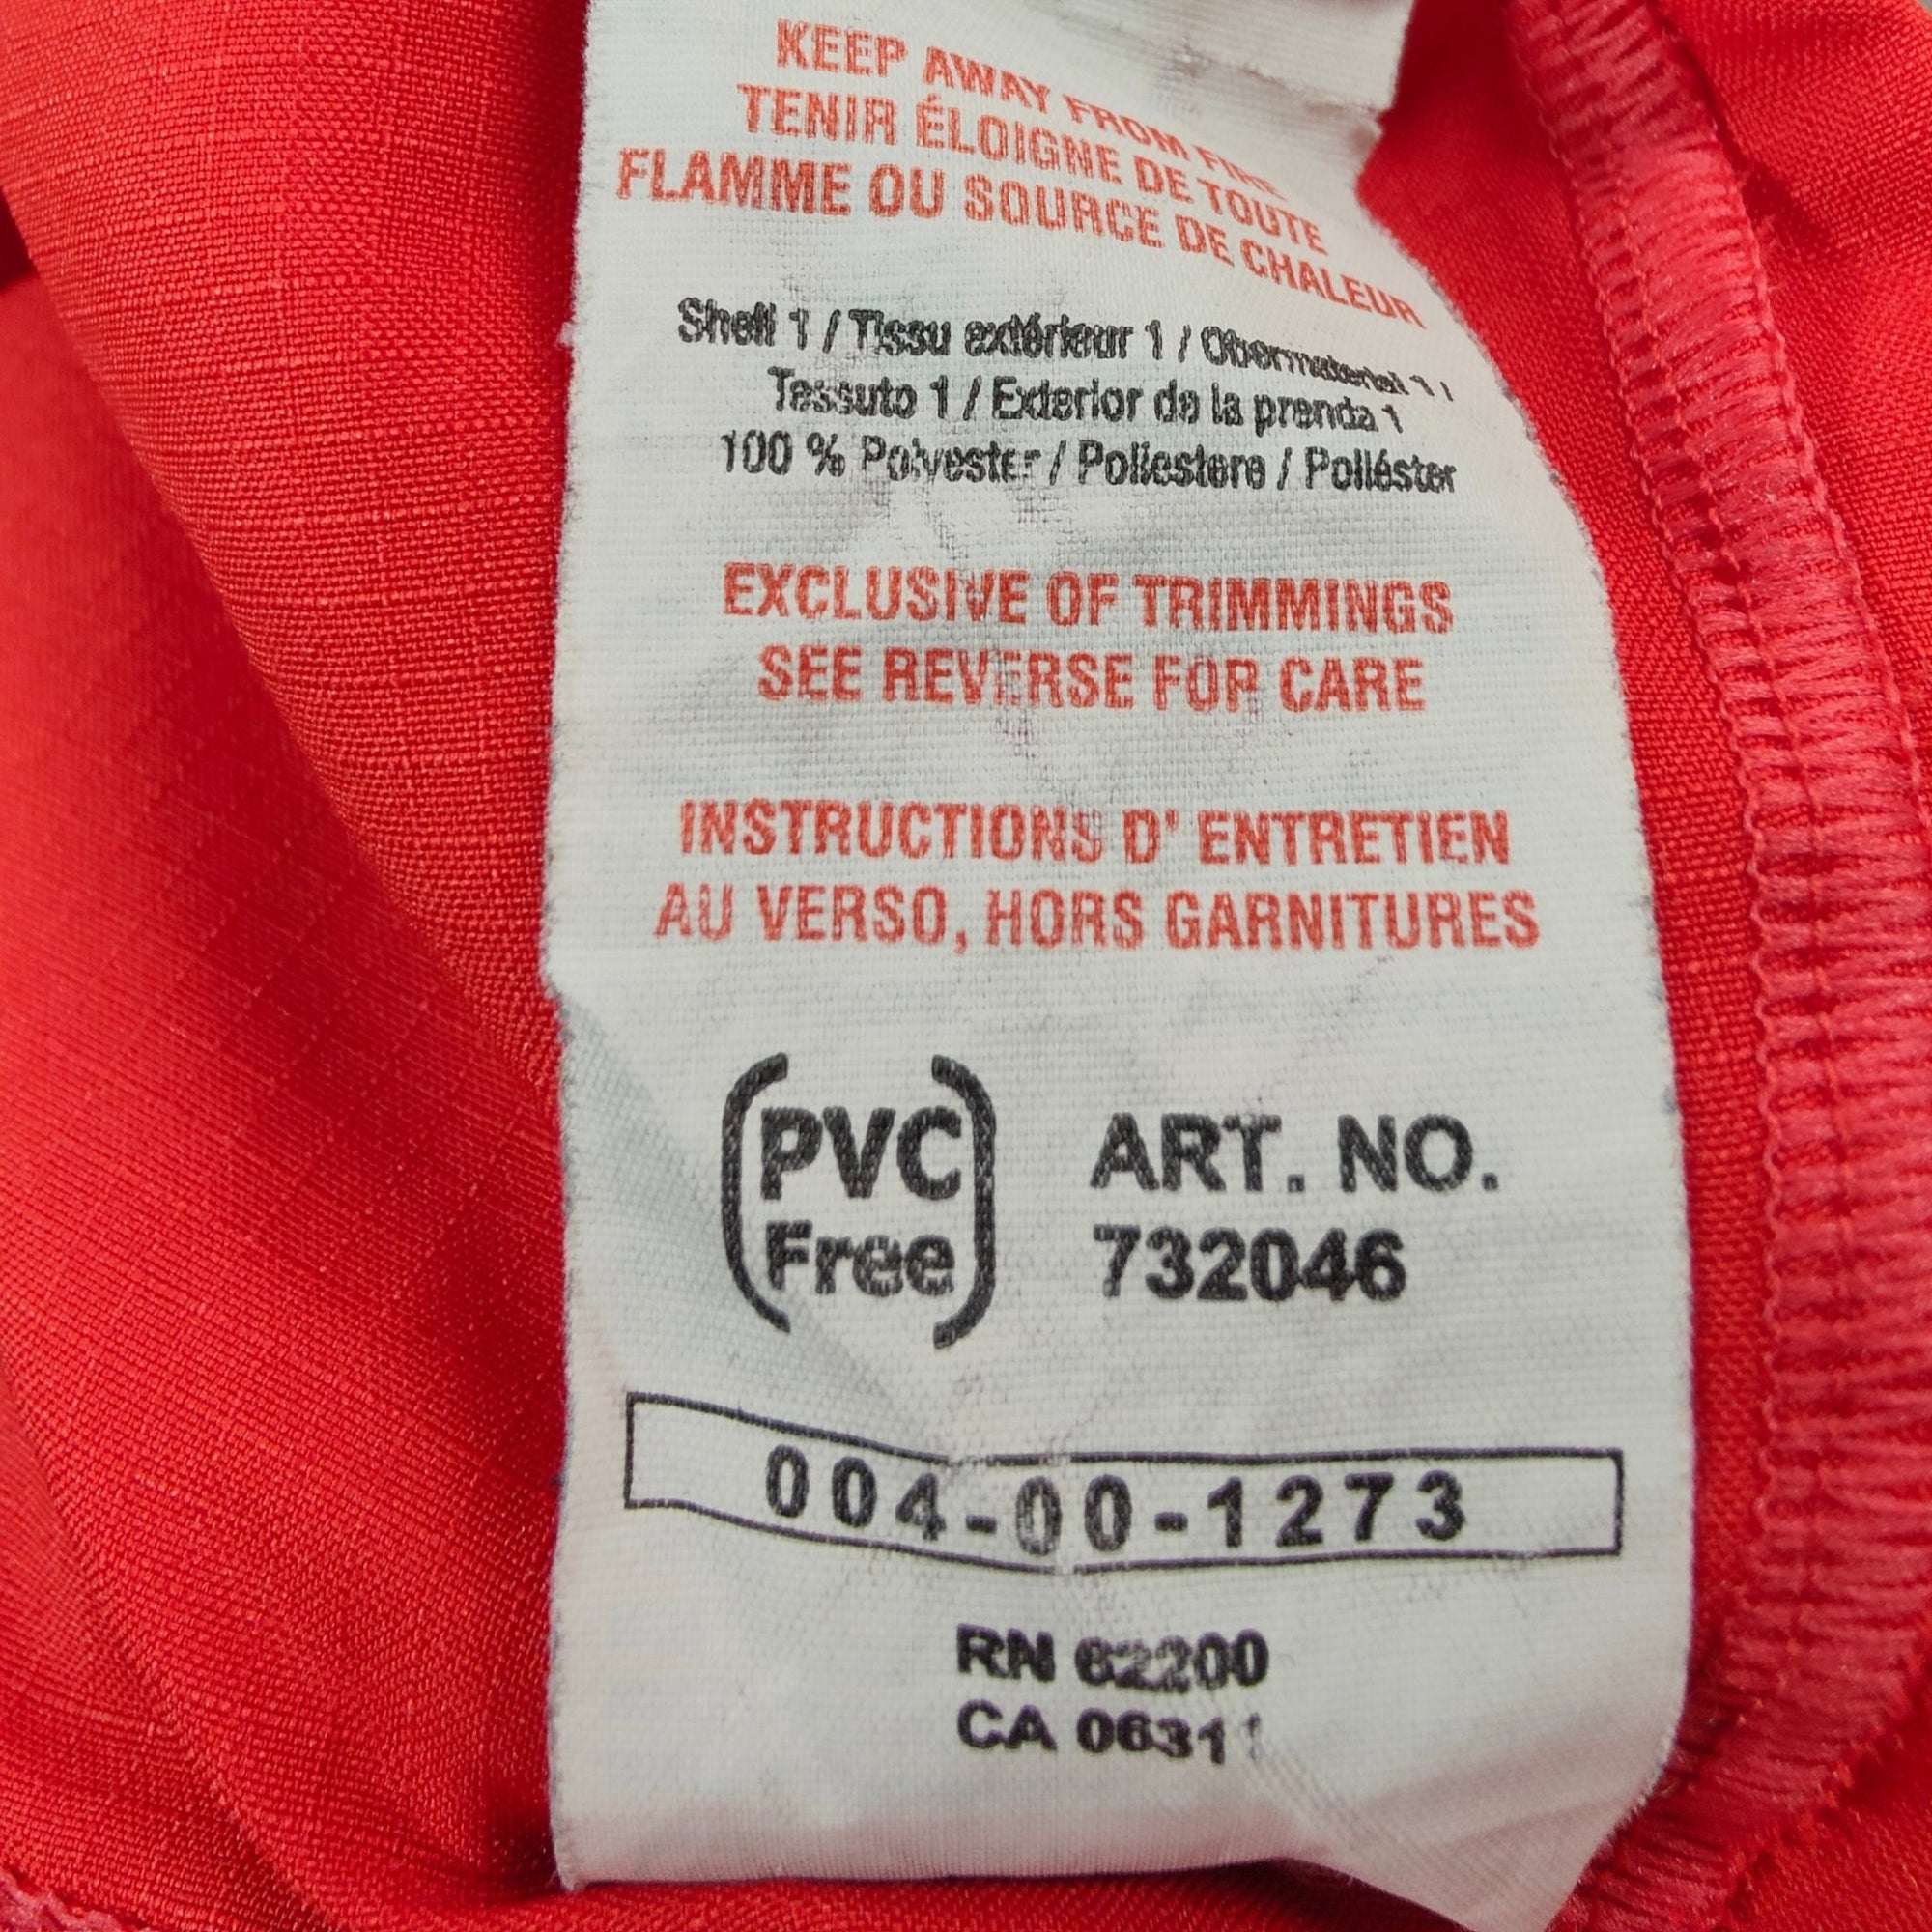 KEEP AWAY FROM FIRE
TENIR ÉLOIGNE DE TOUTE
FLAMME OU SOURCE DE CHALEUR
Shell 1 / Tissu extérieur 1 / Obermaterial 1 /
Tessuto 1 / Exterior de la prenda 1
100 % Polyester / Poliestere / Poliéster
EXCLUSIVE OF TRIMMINGS
SEE REVERSE FOR CARE
INSTRUCTIONS D' ENTRETIEN
AU VERSO, HORS GARNITURES
PVC
Free
ART. NO.
732046
004-00-1273
RN 62200
CA 06311